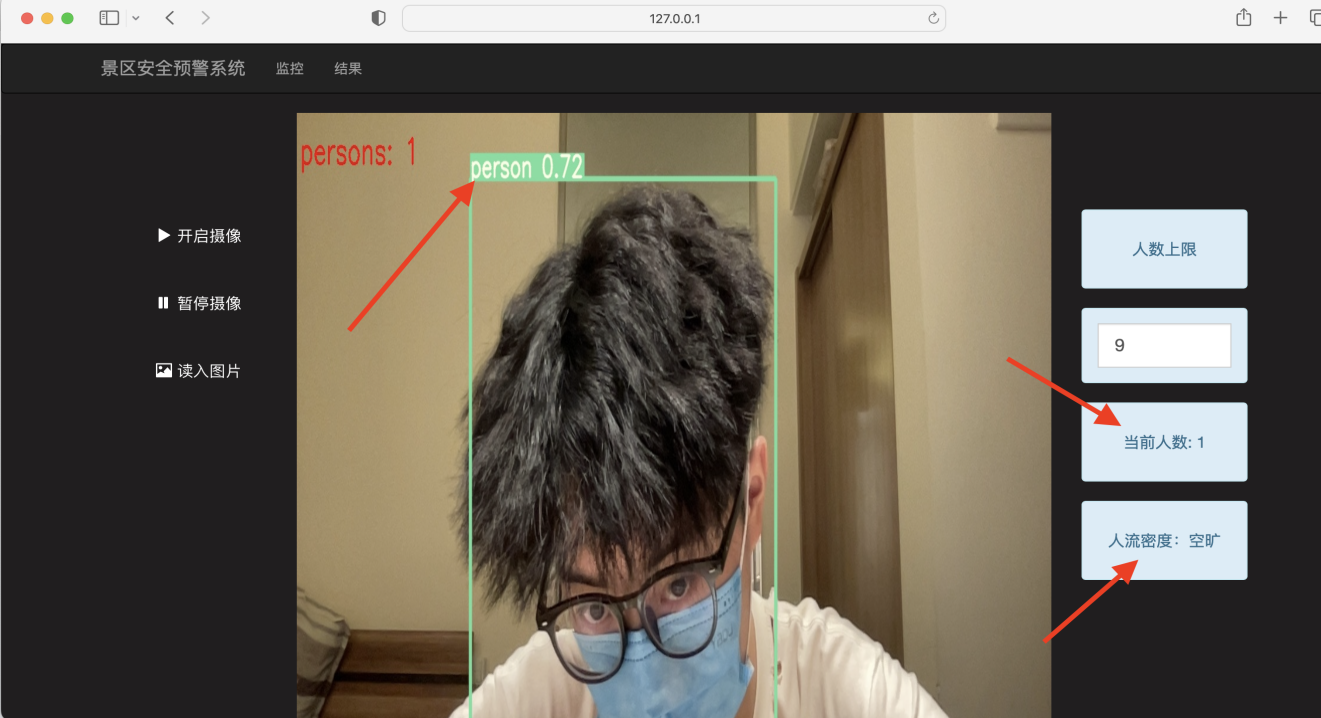 127.0.0.1
景区安全预警系统 监控 结果
persons: 1
person 0.72
开启摄像
暂停摄像
读入图片
人数上限
9
当前人数: 1
人流密度：空旷